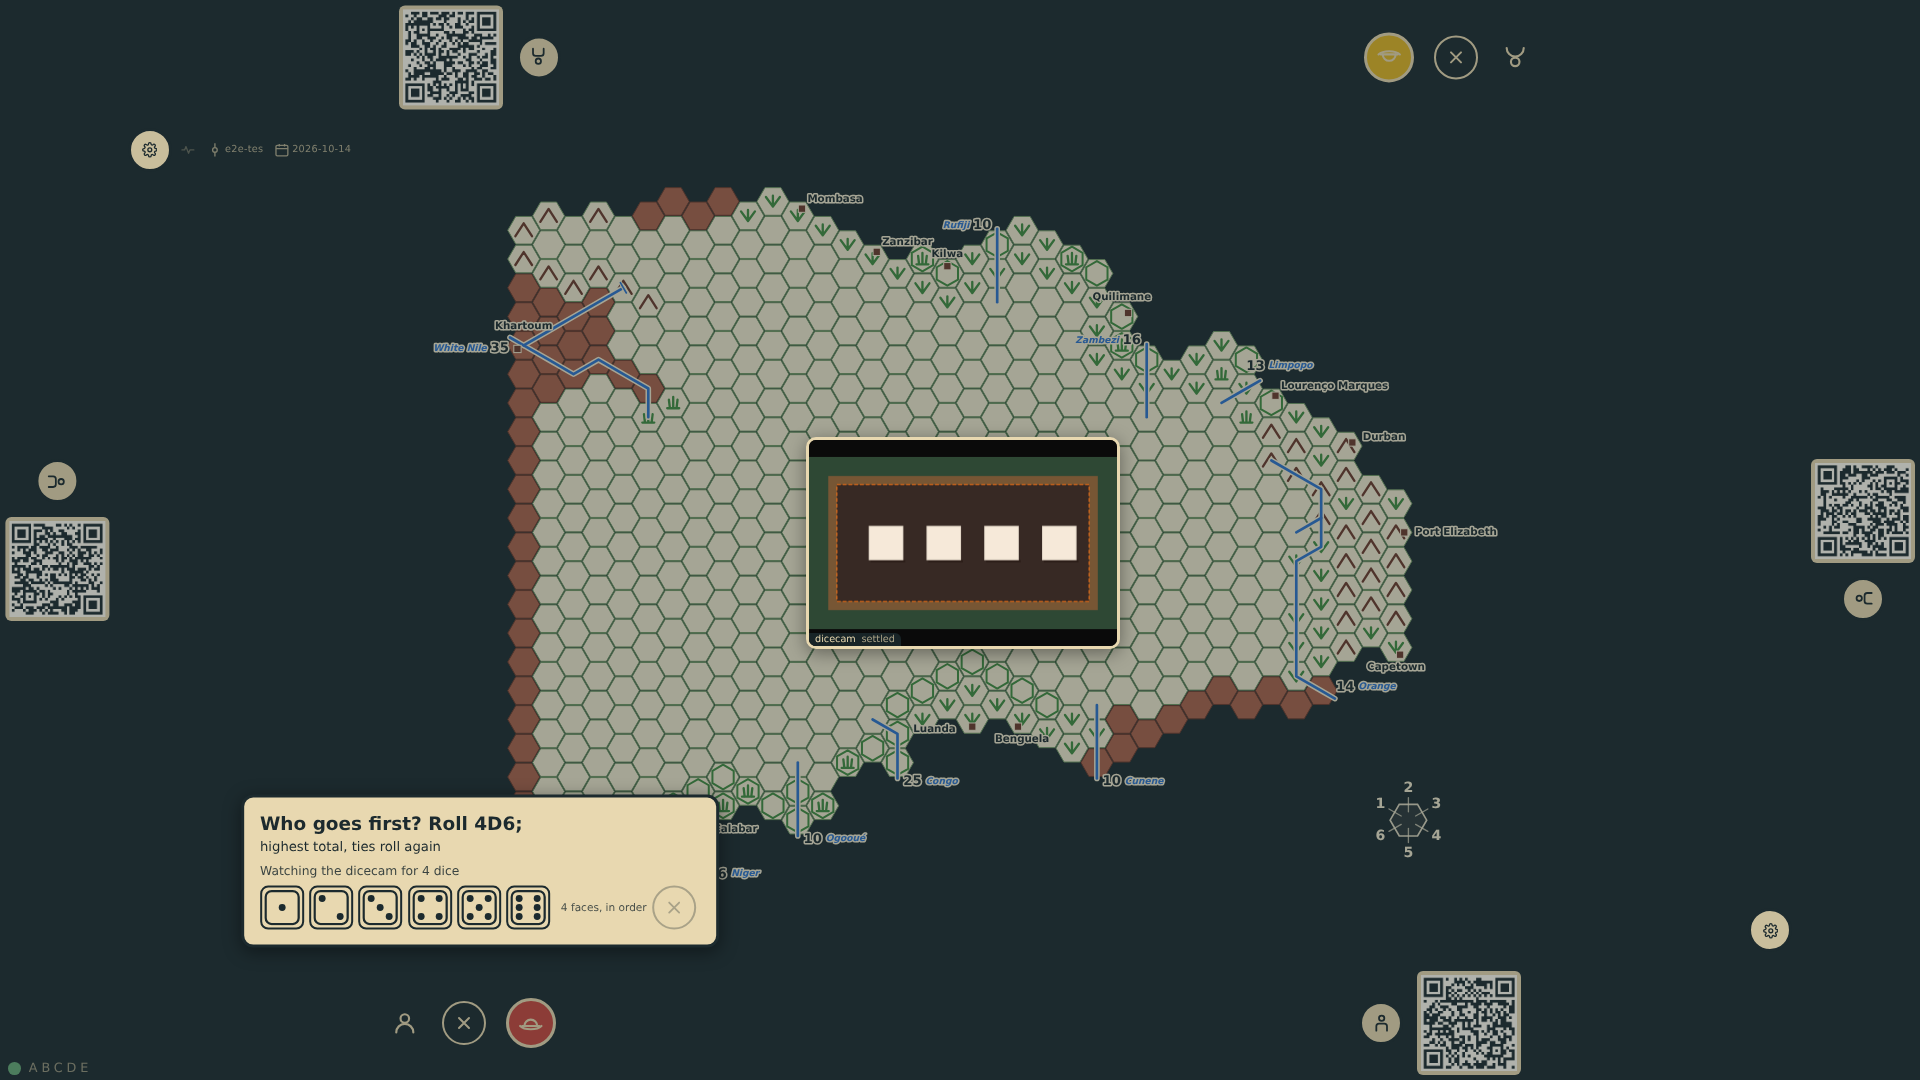 e2e-tes
2026-10-14
Mombasa
Rufiji 10
Zanzibar
Kilwa
Quilimane
Khartoum
White Nile 35
Zambezi 16
13 Limpopo
Lourenço Marques
Durban
Port Elizabeth
dicecam settled
Capetown
14 Orange
Luanda
Benguela
25 Congo
10 Cunene
10 Ogooué
6 Niger
Who goes first? Roll 4D6;
highest total, ties roll again
Watching the dicecam for 4 dice
4 faces, in order
2
1 3
6 4
5
ABCDE